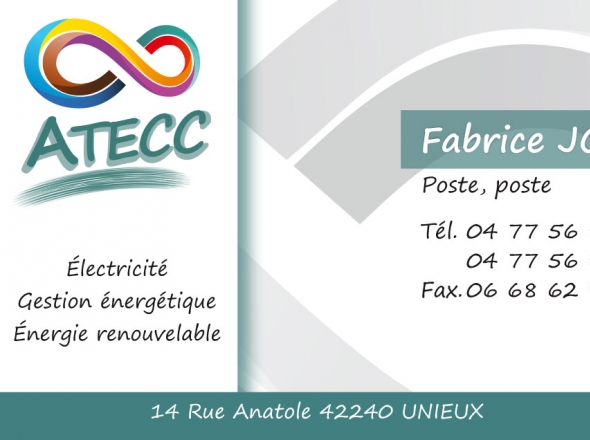 ATECC
Électricité
Gestion énergétique
Énergie renouvelable
Fabrice
Poste, poste
Tél. 04 77 56
04 77 56
Fax.06 68 62
14 Rue Anatole 42240 UNIEUX